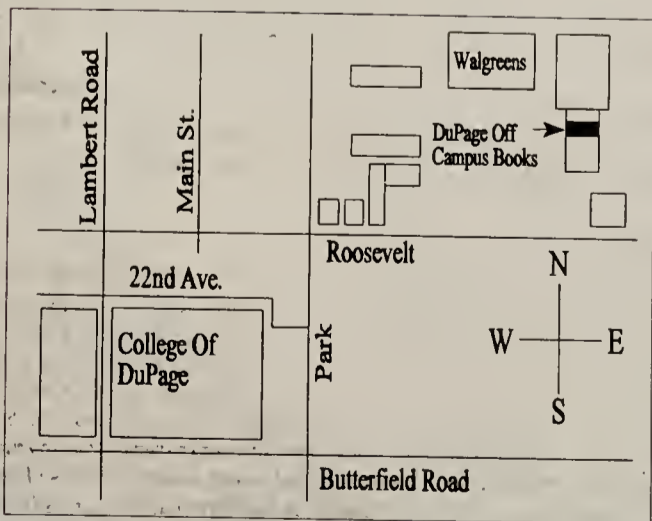 Lambert Road
Main St.
Walgreens
DuPage Off
Campus Books
Roosevelt
22nd Ave.
N
W
E
S
College Of
DuPage
Park
Butterfield Road